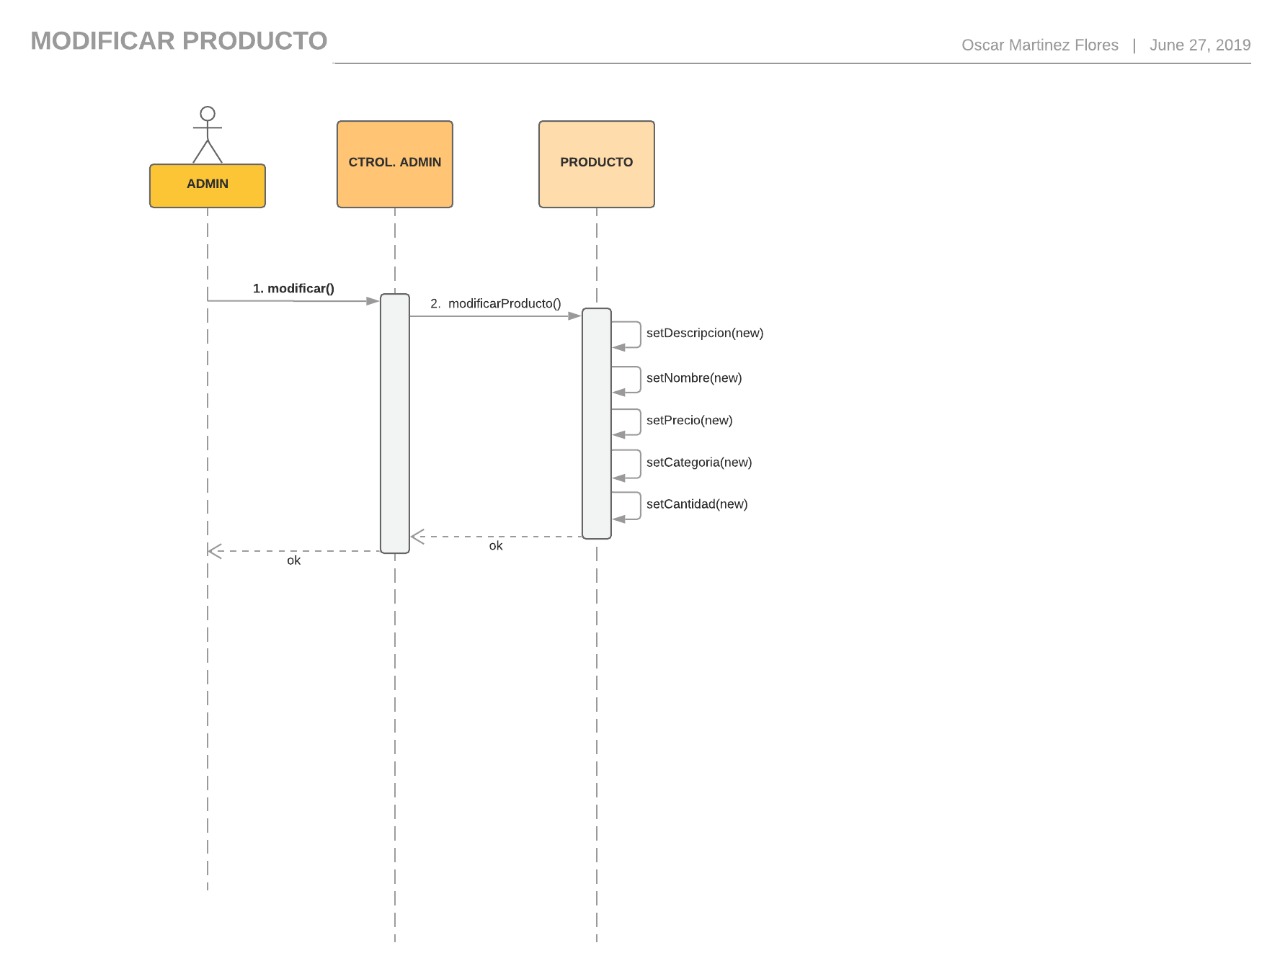 MODIFICAR PRODUCTO
Oscar Martinez Flores | June 27, 2019
ADMIN
CTROL. ADMIN
PRODUCTO
1. modificar()
2. modificarProducto()
setDescripcion(new)
setNombre(new)
setPrecio(new)
setCategoria(new)
setCantidad(new)
ok
ok